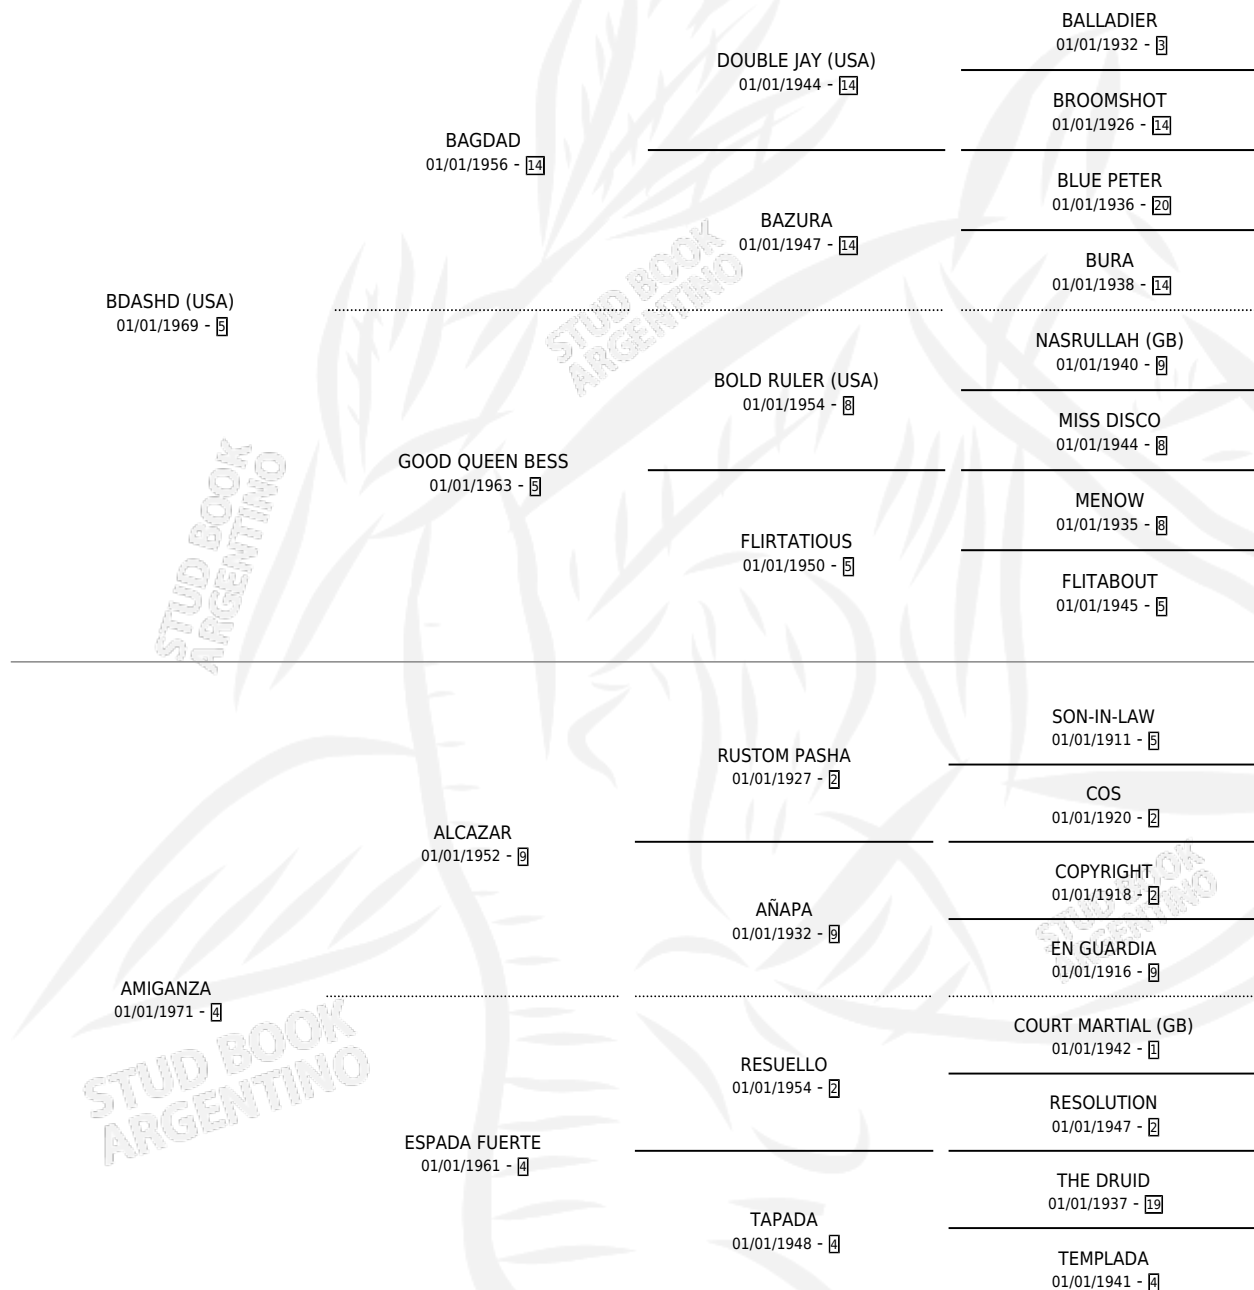 BALLADIER
01/01/1932 - 3
DOUBLE JAY (USA)
01/01/1944 - 14
BROOMSHOT
01/01/1926 - 14
BAGDAD
01/01/1956 - 14
BLUE PETER
01/01/1936 - 20
BAZURA
01/01/1947 - 14
BURA
01/01/1938 - 14
BDASHD (USA)
01/01/1969 - 5
STUD BOOK
ARGENTINO
NASRULLAH (GB)
01/01/1940 - 9
BOLD RULER (USA)
01/01/1954 - 8
MISS DISCO
01/01/1944 - 8
GOOD QUEEN BESS
01/01/1963 - 5
MENOW
01/01/1935 - 8
FLIRTATIOUS
01/01/1950 - 5
FLITABOUT
01/01/1945 - 5
STUD BOOK
ARGENTINO
SON-IN-LAW
01/01/1911 - 5
RUSTOM PASHA
01/01/1927 - 2
COS
01/01/1920 - 2
ALCAZAR
01/01/1952 - 9
COPYRIGHT
01/01/1918 - 2
AÑAPA
01/01/1932 - 9
EN GUARDIA
01/01/1916 - 9
STUD BOOK
ARGENTINO
AMIGANZA
01/01/1971 - 4
COURT MARTIAL (GB)
01/01/1942 - 1
RESUELLO
01/01/1954 - 2
RESOLUTION
01/01/1947 - 2
STUD BOOK
ARGENTINO
ESPADA FUERTE
01/01/1961 - 4
THE DRUID
01/01/1937 - 19
TAPADA
01/01/1948 - 4
TEMPLADA
01/01/1941 - 4